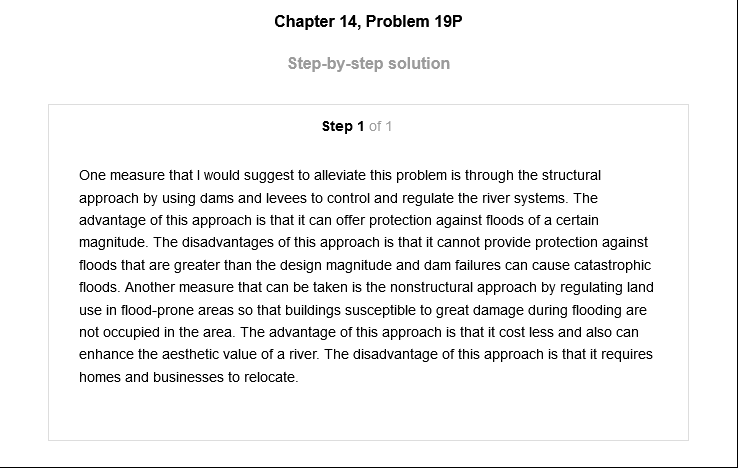 Chapter 14, Problem 19P
Step-by-step solution
Step 1 of 1
One measure that I would suggest to alleviate this problem is through the structural
approach by using dams and levees to control and regulate the river systems. The
advantage of this approach is that it can offer protection against floods of a certain
magnitude. The disadvantages of this approach is that it cannot provide protection against
floods that are greater than the design magnitude and dam failures can cause catastrophic
floods. Another measure that can be taken is the nonstructural approach by regulating land
use in flood-prone areas so that buildings susceptible to great damage during flooding are
not occupied in the area. The advantage of this approach is that it cost less and also can
enhance the aesthetic value of a river. The disadvantage of this approach is that it requires
homes and businesses to relocate.